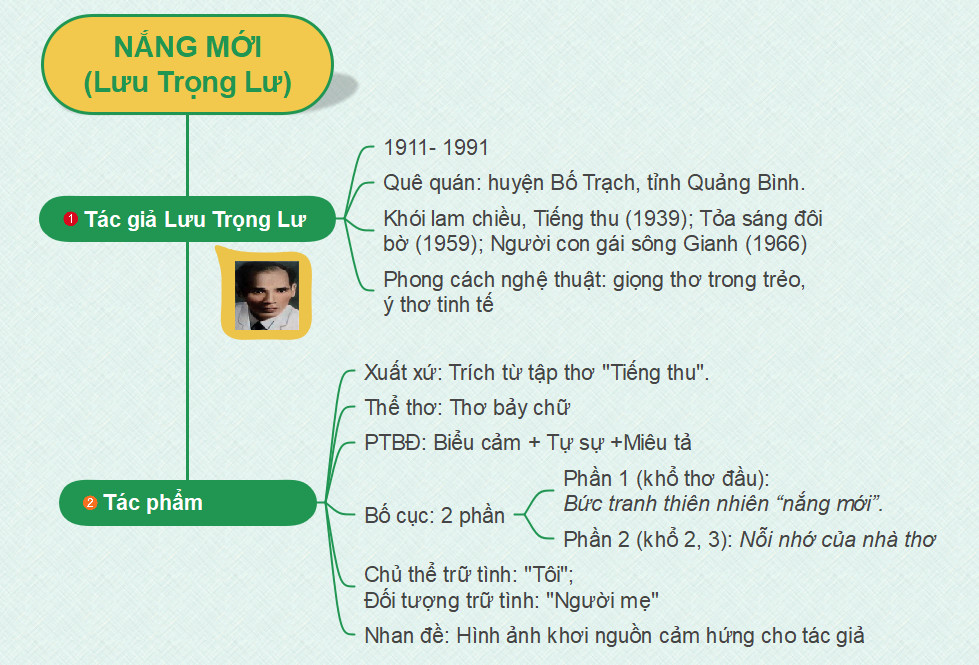 NẮNG MỚI
(Lưu Trọng Lư)
1 Tác giả Lưu Trọng Lư
1911- 1991
Quê quán: huyện Bố Trạch, tỉnh Quảng Bình.
Khói lam chiều, Tiếng thu (1939); Tỏa sáng đôi
bờ (1959); Người con gái sông Gianh (1966)
Phong cách nghệ thuật: giọng thơ trong trẻo,
ý thơ tinh tế
2 Tác phẩm
Xuất xứ: Trích từ tập thơ "Tiếng thu".
Thể thơ: Thơ bảy chữ
PTBĐ: Biểu cảm + Tự sự +Miêu tả
Bố cục: 2 phần
Phần 1 (khổ thơ đầu):
Bức tranh thiên nhiên “nắng mới”.
Phần 2 (khổ 2, 3): Nỗi nhớ của nhà thơ
Chủ thể trữ tình: "Tôi";
Đối tượng trữ tình: "Người mẹ"
Nhan đề: Hình ảnh khơi nguồn cảm hứng cho tác giả